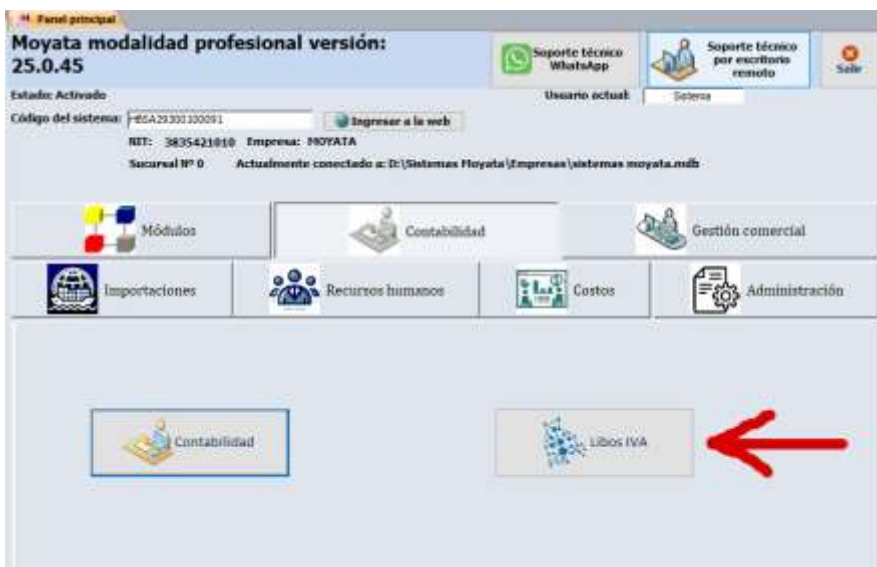 Panel principal
Moyata modalidad profesional versión:
25.0.45
Soporte técnico
WhatsApp
Soporte técnico
por escritorio
remoto
Salir
Estado: Activado
Usuario actual:
Sistema
Código del sistema:
Ingresar a la web
NIT: 3835421010 Empresa: MOYATA
Sucursal Nº 0 Actualmente conectado a: D:\Sistemas Moyata\Empresas\sistemas moyata.mdb
Módulos
Contabilidad
Gestión comercial
Importaciones
Recursos humanos
Costos
Administración
Contabilidad
Libos IVA